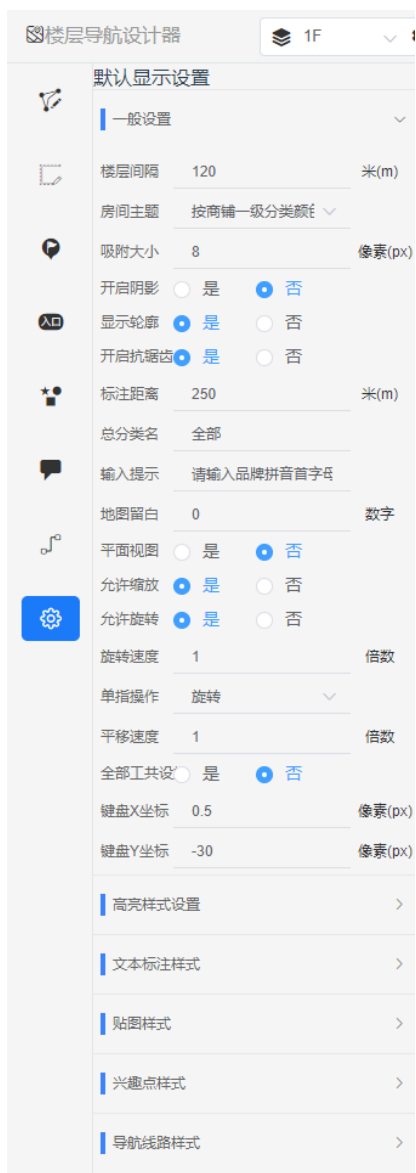 楼层导航设计器 1F
默认显示设置
一般设置
楼层间隔 120 米(m)
房间主题 按商铺一级分类颜色
吸附大小 8 像素(px)
开启阴影 是 否
显示轮廓 是 否
入口
开启抗锯齿 是 否
标注距离 250 米(m)
总分类名 全部
输入提示 请输入品牌拼音首字母
地图留白 0 数字
平面视图 是 否
允许缩放 是 否
允许旋转 是 否
旋转速度 1 倍数
单指操作 旋转
平移速度 1 倍数
全部工共设 是 否
键盘X坐标 0.5 像素(px)
键盘Y坐标 -30 像素(px)
高亮样式设置
文本标注样式
贴图样式
兴趣点样式
导航线路样式